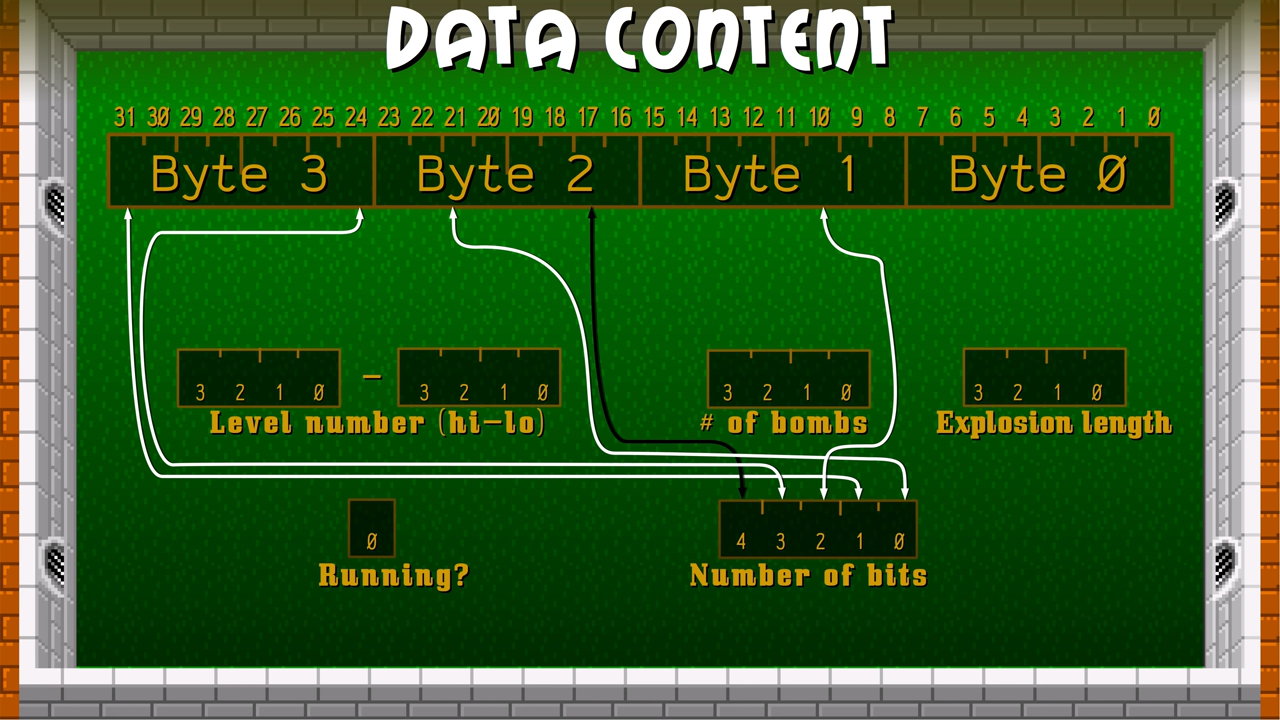 DATA CONTENT
31 30 29 28 27 26 25 24 23 22 21 20 19 18 17 16 15 14 13 12 11 10 9 8 7 6 5 4 3 2 1 0
Byte 3 Byte 2 Byte 1 Byte 0
3 2 1 0 – 3 2 1 0 3 2 1 0 3 2 1 0
Level number (hi-lo) # of bombs Explosion length
0 4 3 2 1 0
Running? Number of bits